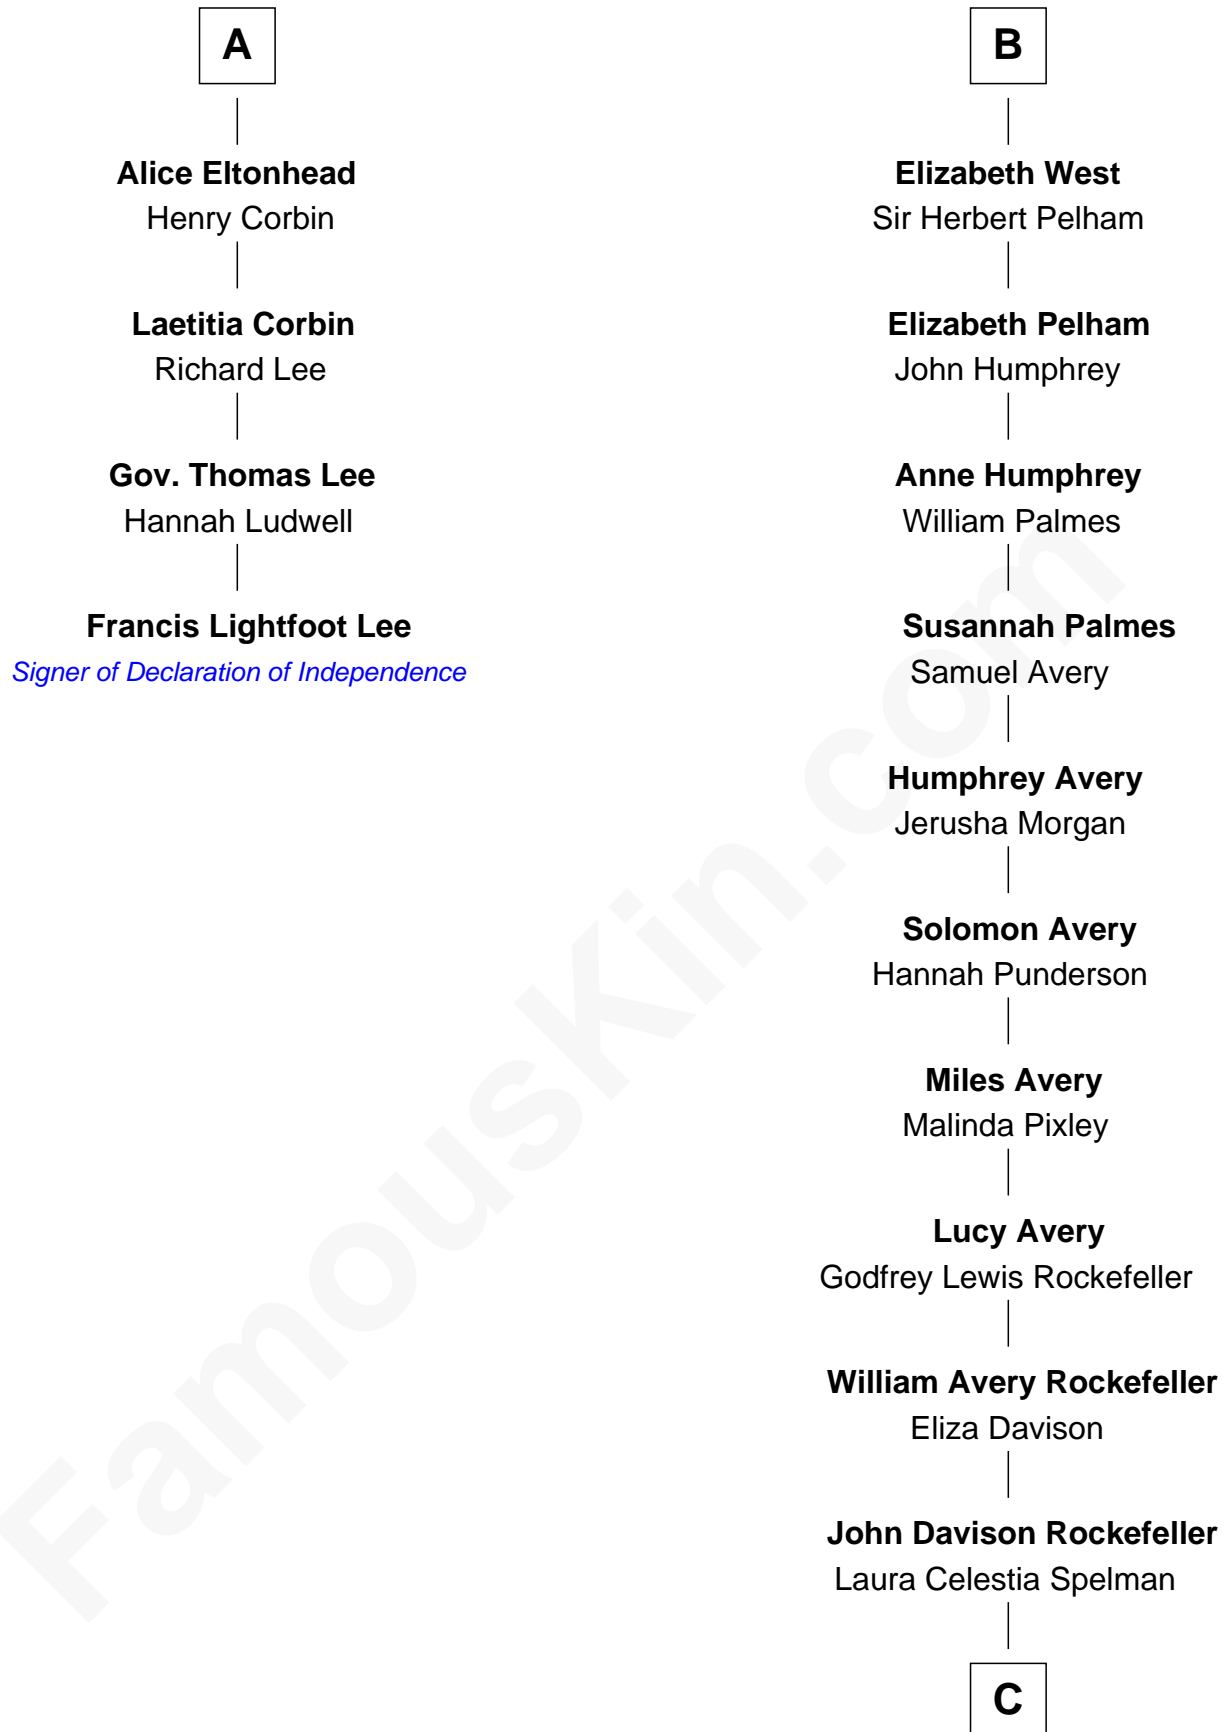 A
Alice Eltonhead
Henry Corbin
Laetitia Corbin
Richard Lee
Gov. Thomas Lee
Hannah Ludwell
Francis Lightfoot Lee
Signer of Declaration of Independence
B
Elizabeth West
Sir Herbert Pelham
Elizabeth Pelham
John Humphrey
Anne Humphrey
William Palmes
Susannah Palmes
Samuel Avery
Humphrey Avery
Jerusha Morgan
Solomon Avery
Hannah Punderson
Miles Avery
Malinda Pixley
Lucy Avery
Godfrey Lewis Rockefeller
William Avery Rockefeller
Eliza Davison
John Davison Rockefeller
Laura Celestia Spelman
C
FamousKin.com